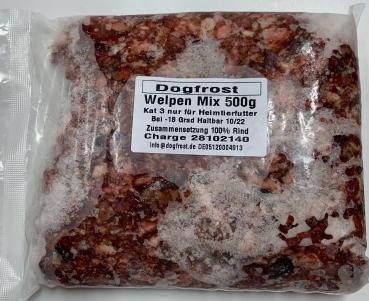 Dogfrost
Welpen Mix 500g
Kat 3 nur für Heimtierfutter
Bei -18 Grad Haltbar 10/22
Zusammensetzung 100% Rind
Charge 28102140
info@dogfrost.de DE05120004913